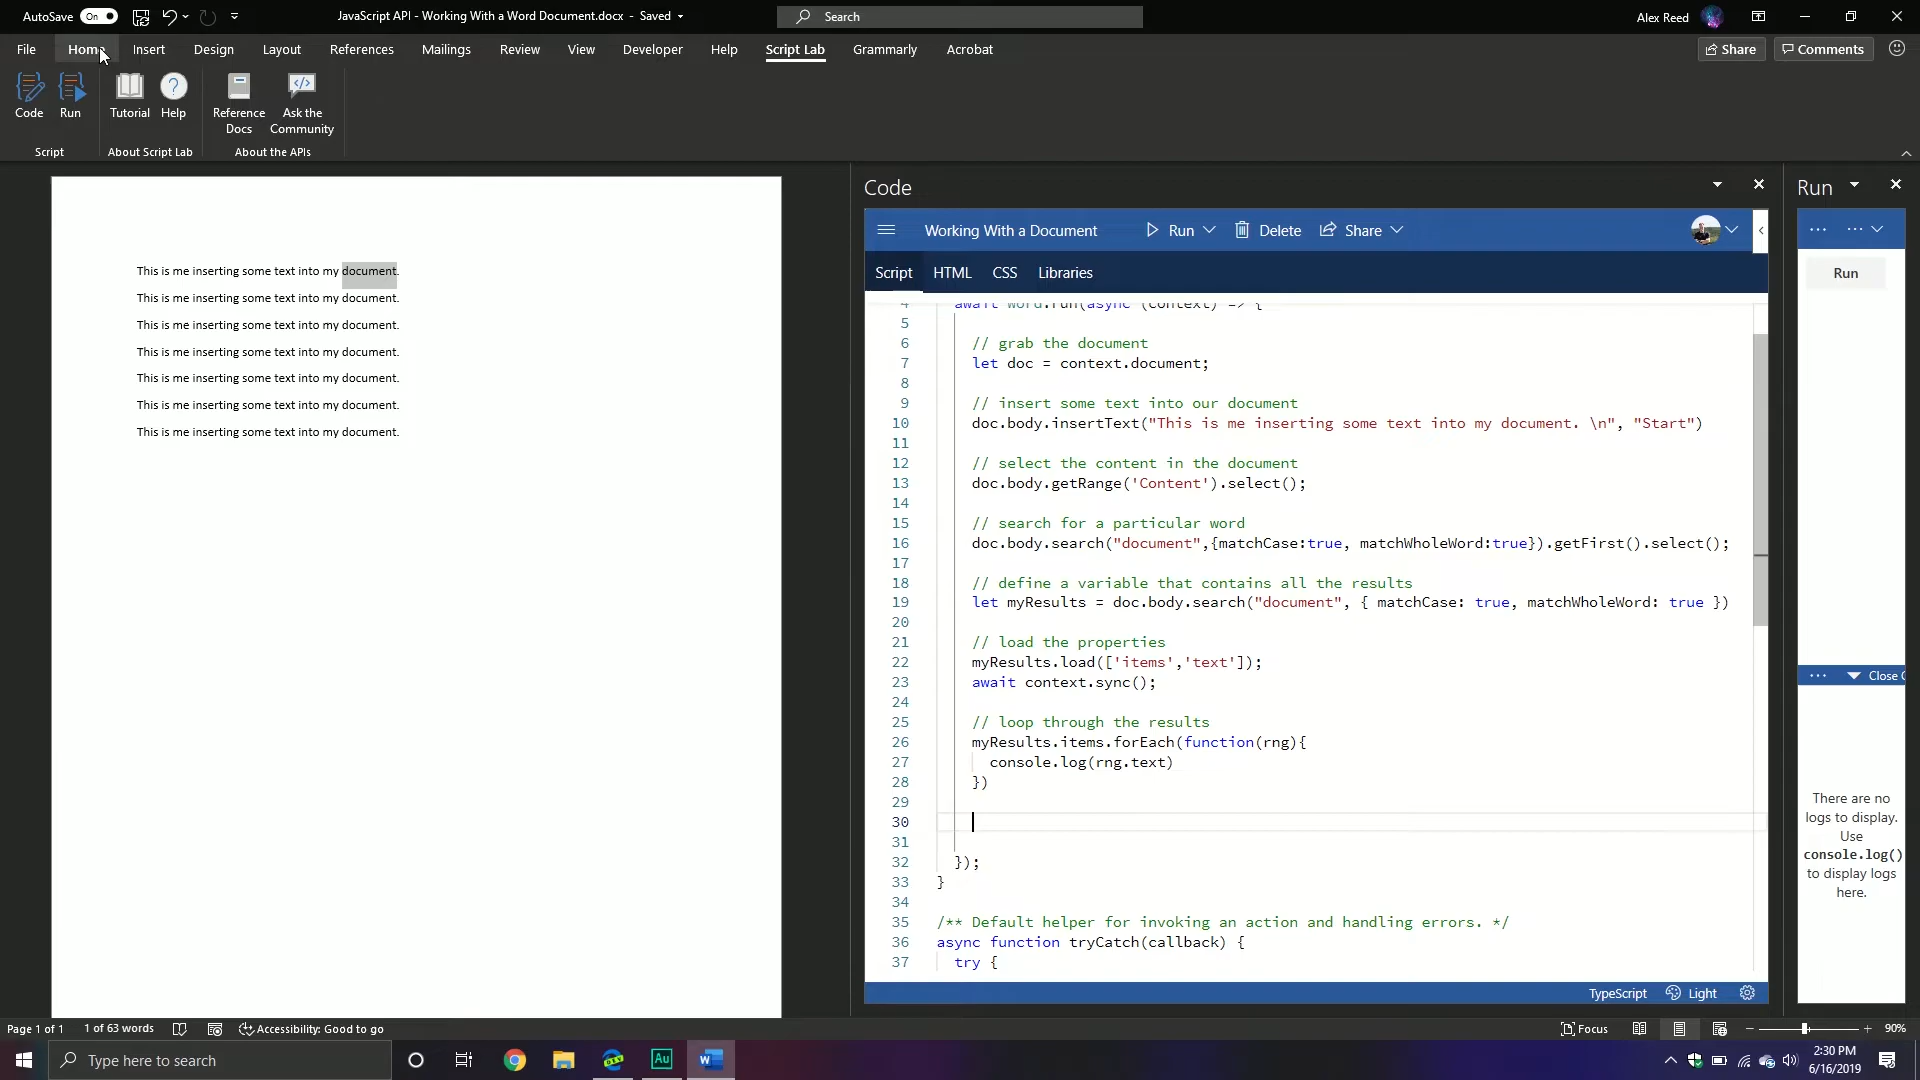 AutoSave On JavaScript API - Working With a Word Document.docx - Saved Search Alex Reed
File Home Insert Design Layout References Mailings Review View Developer Help Script Lab Grammarly Acrobat Share Comments
Code Run Tutorial Help Reference Docs Ask the Community
Script About Script Lab About the APIs
This is me inserting some text into my document.
This is me inserting some text into my document.
This is me inserting some text into my document.
This is me inserting some text into my document.
This is me inserting some text into my document.
This is me inserting some text into my document.
This is me inserting some text into my document.
Code
Working With a Document Run Delete Share
Script HTML CSS Libraries
4 await Word.run(async (context) => {
5
6 // grab the document
7 let doc = context.document;
8
9 // insert some text into our document
10 doc.body.insertText("This is me inserting some text into my document. \n", "Start")
11
12 // select the content in the document
13 doc.body.getRange('Content').select();
14
15 // search for a particular word
16 doc.body.search("document",{matchCase:true, matchWholeWord:true}).getFirst().select();
17
18 // define a variable that contains all the results
19 let myResults = doc.body.search("document", { matchCase: true, matchWholeWord: true })
20
21 // load the properties
22 myResults.load(['items','text']);
23 await context.sync();
24
25 // loop through the results
26 myResults.items.forEach(function(rng){
27 console.log(rng.text)
28 })
29
30
31
32 });
33 }
34
35 /** Default helper for invoking an action and handling errors. */
36 async function tryCatch(callback) {
37 try {
TypeScript Light
Run
Run
Close
There are no
logs to display.
Use
console.log()
to display logs
here.
Page 1 of 1 1 of 63 words Accessibility: Good to go Focus 90%
Type here to search Au 2:30 PM
6/16/2019